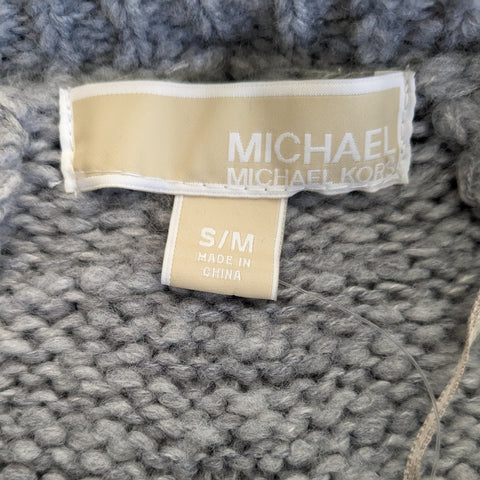 MICHAEL
MICHAEL KORS
S/M
MADE IN
CHINA